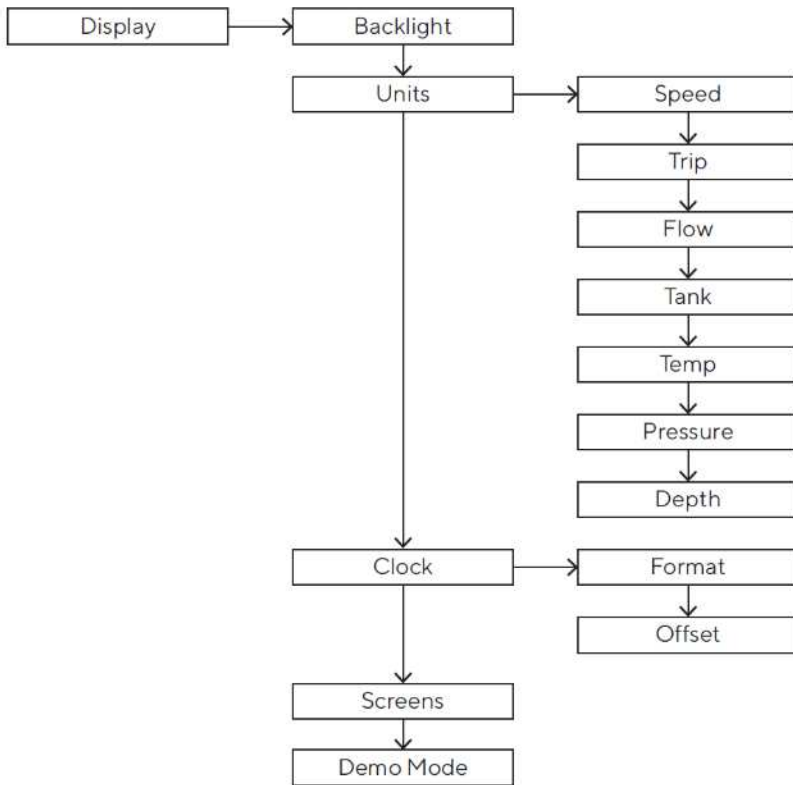 Display
Backlight
Units
Speed
Trip
Flow
Tank
Temp
Pressure
Depth
Clock
Format
Offset
Screens
Demo Mode